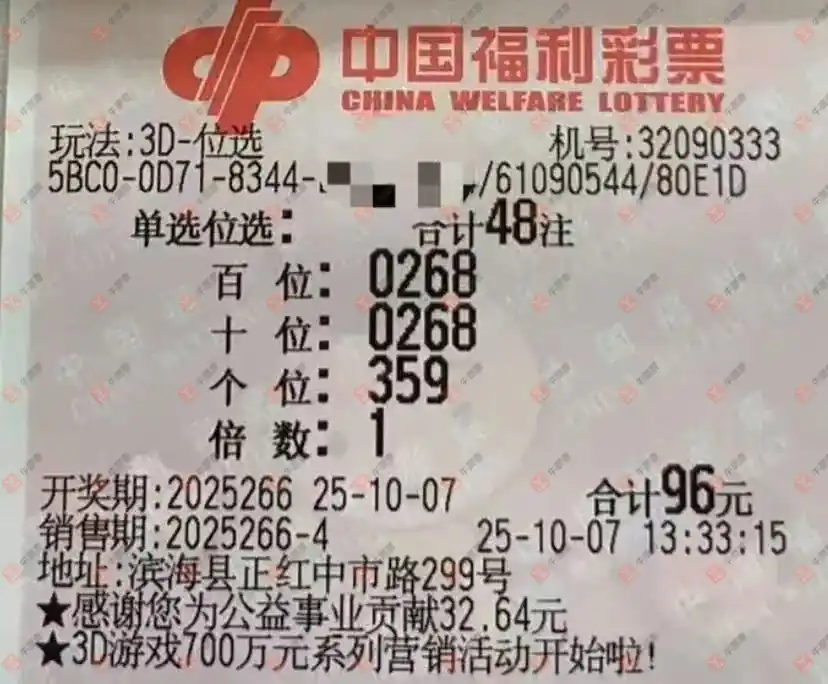 中国福利彩票
CHINA WELFARE LOTTERY
玩法:3D-位选 机号:32090333
5BC0-0D71-8344- /61090544/80E1D
单选位选: 合计48注
百 位: 0268
十 位: 0268
个 位: 359
倍 数: 1
开奖期:2025266 25-10-07 合计96元
销售期:2025266-4 25-10-07 13:33:15
地址:滨海县正红中市路299号
★感谢您为公益事业贡献32.64元
★3D游戏700万元系列营销活动开始啦!